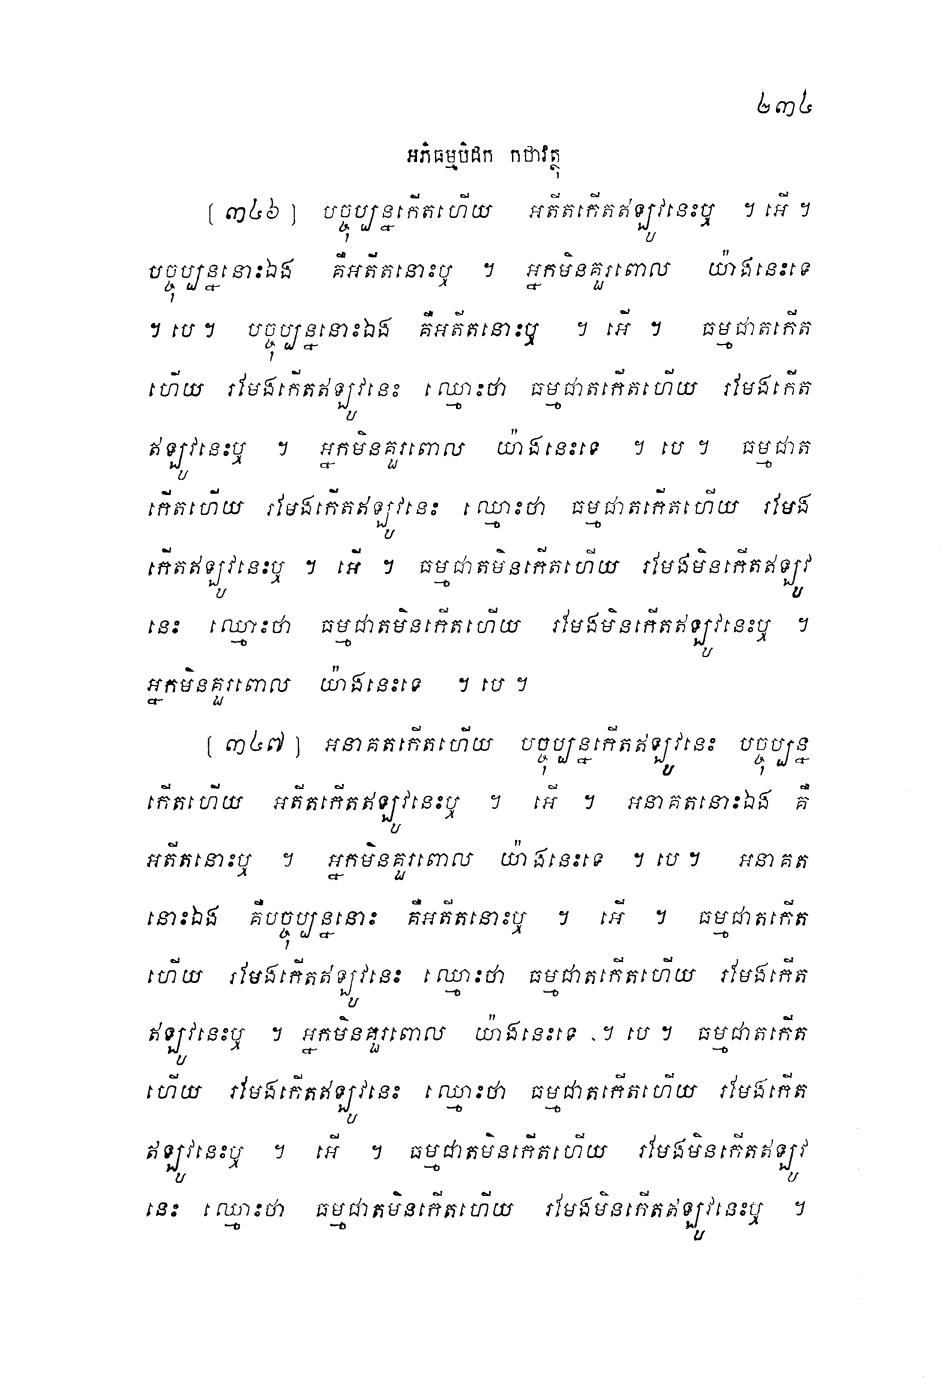 ២៣៤
អភិធម្មបិដក កថាវត្ថុ
[៣៤៦] បច្ចុប្បន្នកើតហើយ អតីតកើតឥឡូវនេះឬ ។ អើ ។
បច្ចុប្បន្ននោះឯង គឺអតីតនោះឬ ។ អ្នកមិនគួរពោល យ៉ាងនេះទេ
។ បេ ។ បច្ចុប្បន្ននោះឯង គឺអតីតនោះឬ ។ អើ ។ ធម្មជាតកើត
ហើយ រមែងកើតឥឡូវនេះ ឈ្មោះថា ធម្មជាតកើតហើយ រមែងកើត
ឥឡូវនេះឬ ។ អ្នកមិនគួរពោល យ៉ាងនេះទេ ។ បេ ។ ធម្មជាត
កើតហើយ រមែងកើតឥឡូវនេះ ឈ្មោះថា ធម្មជាតកើតហើយ រមែង
កើតឥឡូវនេះឬ ។ អើ ។ ធម្មជាតមិនកើតហើយ រមែងមិនកើតឥឡូវ
នេះ ឈ្មោះថា ធម្មជាតមិនកើតហើយ រមែងមិនកើតឥឡូវនេះឬ ។
អ្នកមិនគួរពោល យ៉ាងនេះទេ ។ បេ ។
[៣៤៧] អនាគតកើតហើយ បច្ចុប្បន្នកើតឥឡូវនេះ បច្ចុប្បន្ន
កើតហើយ អតីតកើតឥឡូវនេះឬ ។ អើ ។ អនាគតនោះឯង គឺ
អតីតនោះឬ ។ អ្នកមិនគួរពោល យ៉ាងនេះទេ ។ បេ ។ អនាគត
នោះឯង គឺបច្ចុប្បន្ននោះ គឺអតីតនោះឬ ។ អើ ។ ធម្មជាតកើត
ហើយ រមែងកើតឥឡូវនេះ ឈ្មោះថា ធម្មជាតកើតហើយ រមែងកើត
ឥឡូវនេះឬ ។ អ្នកមិនគួរពោល យ៉ាងនេះទេ ។ បេ ។ ធម្មជាតកើត
ហើយ រមែងកើតឥឡូវនេះ ឈ្មោះថា ធម្មជាតកើតហើយ រមែងកើត
ឥឡូវនេះឬ ។ អើ ។ ធម្មជាតមិនកើតហើយ រមែងមិនកើតឥឡូវ
នេះ ឈ្មោះថា ធម្មជាតមិនកើតហើយ រមែងមិនកើតឥឡូវនេះឬ ។